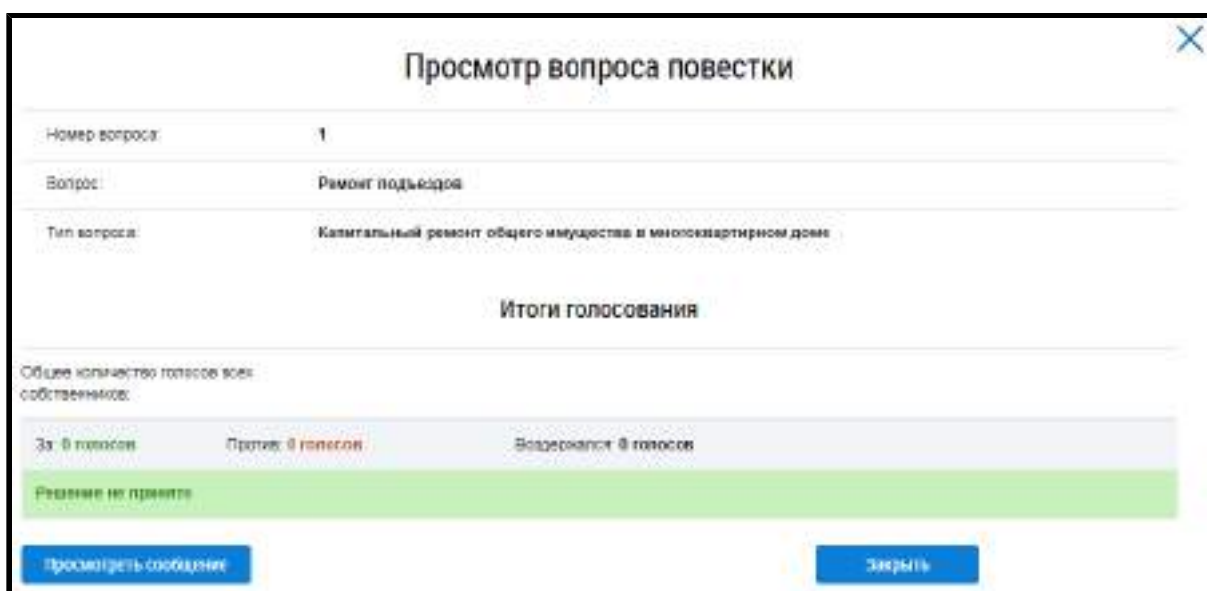 Просмотр вопроса повестки
Номер вопроса: 1
Вопрос: Ремонт подъездов
Тип вопроса: Капитальный ремонт общего имущества в многоквартирном доме
Итоги голосования
Общее количество голосов всех
собственников:
За: 0 голосов Против: 0 голосов Воздержался: 0 голосов
Решение не принято
Просмотреть сообщение Закрыть